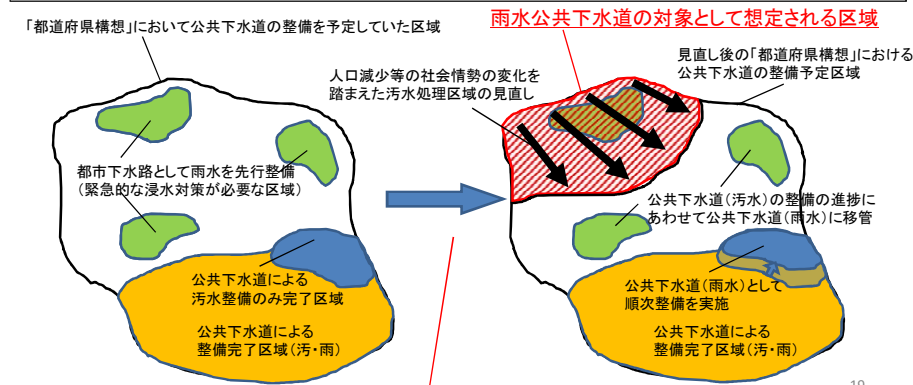 「都道府県構想」において公共下水道の整備を予定していた区域
都市下水路として雨水を先行整備
(緊急的な浸水対策が必要な区域)
公共下水道による
汚水整備のみ完了区域
公共下水道による
整備完了区域(汚・雨)
雨水公共下水道の対象として想定される区域
人口減少等の社会情勢の変化を
踏まえた汚水処理区域の見直し
見直し後の「都道府県構想」における
公共下水道の整備予定区域
公共下水道(汚水)の整備の進捗に
あわせて公共下水道(雨水)に移管
公共下水道(雨水)として
順次整備を実施
公共下水道による
整備完了区域(汚・雨)